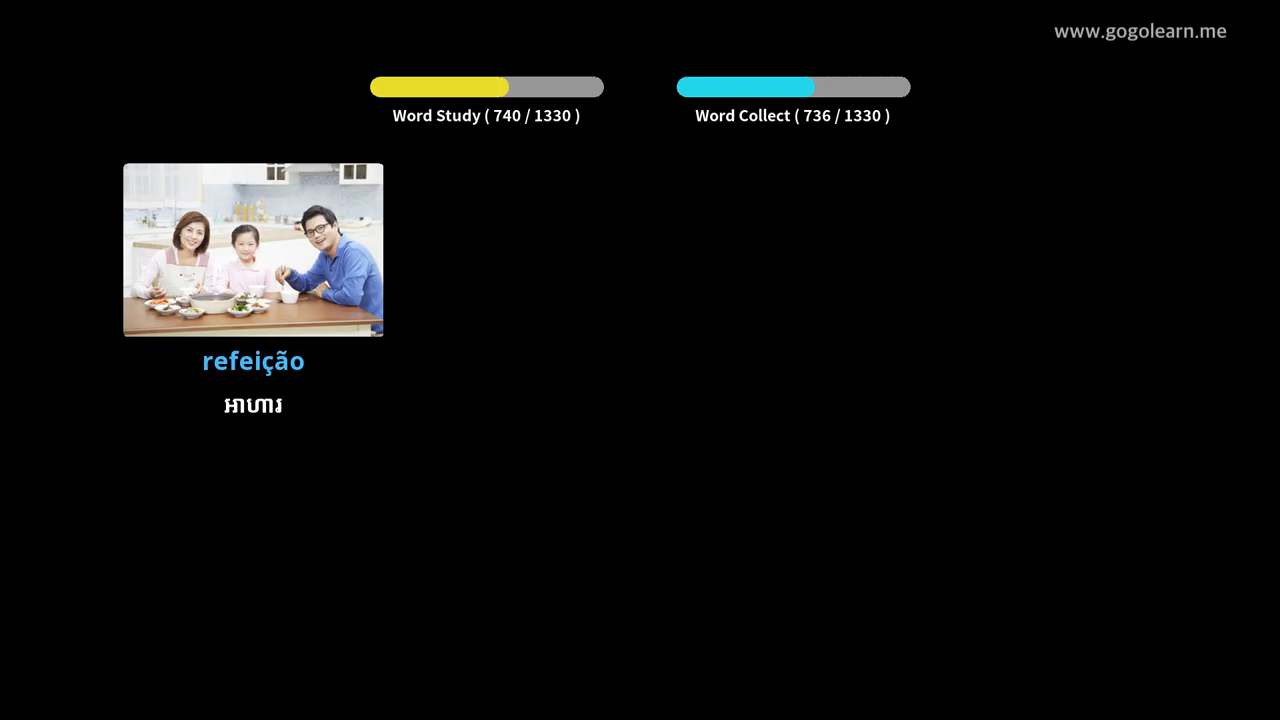 www.gogolearn.me
Word Study ( 740 / 1330 )
Word Collect ( 736 / 1330 )
refeição
អាហារ